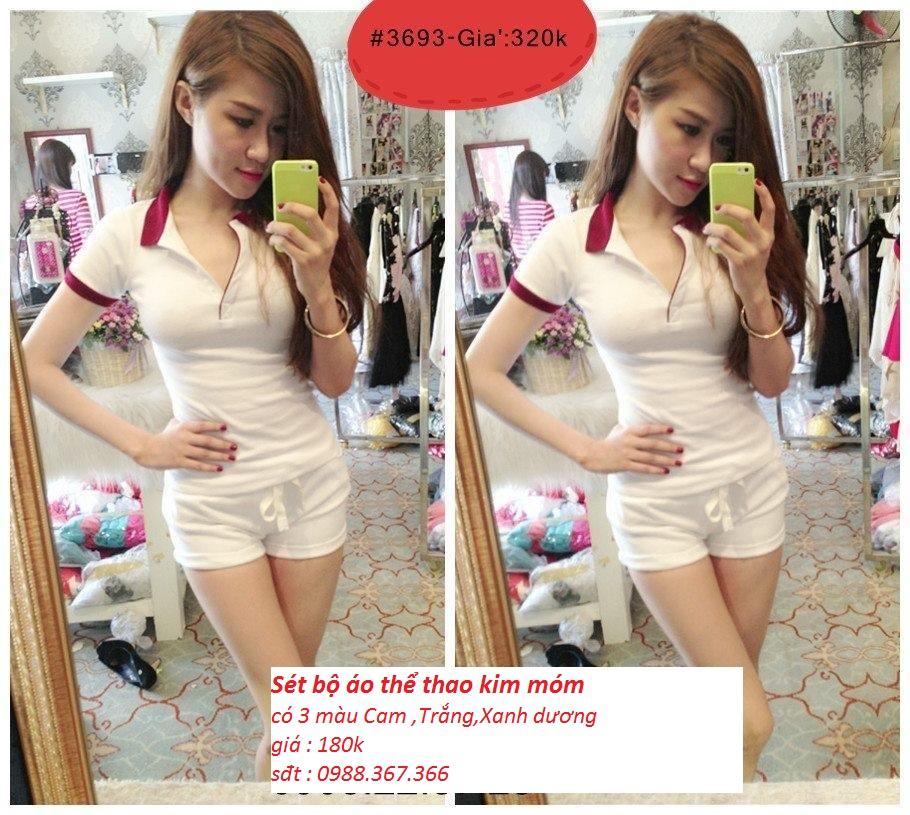 #3693-Gia':320k
Sét bộ áo thể thao kim móm
có 3 màu Cam ,Trắng,Xanh dương
giá : 180k
sđt : 0988.367.366